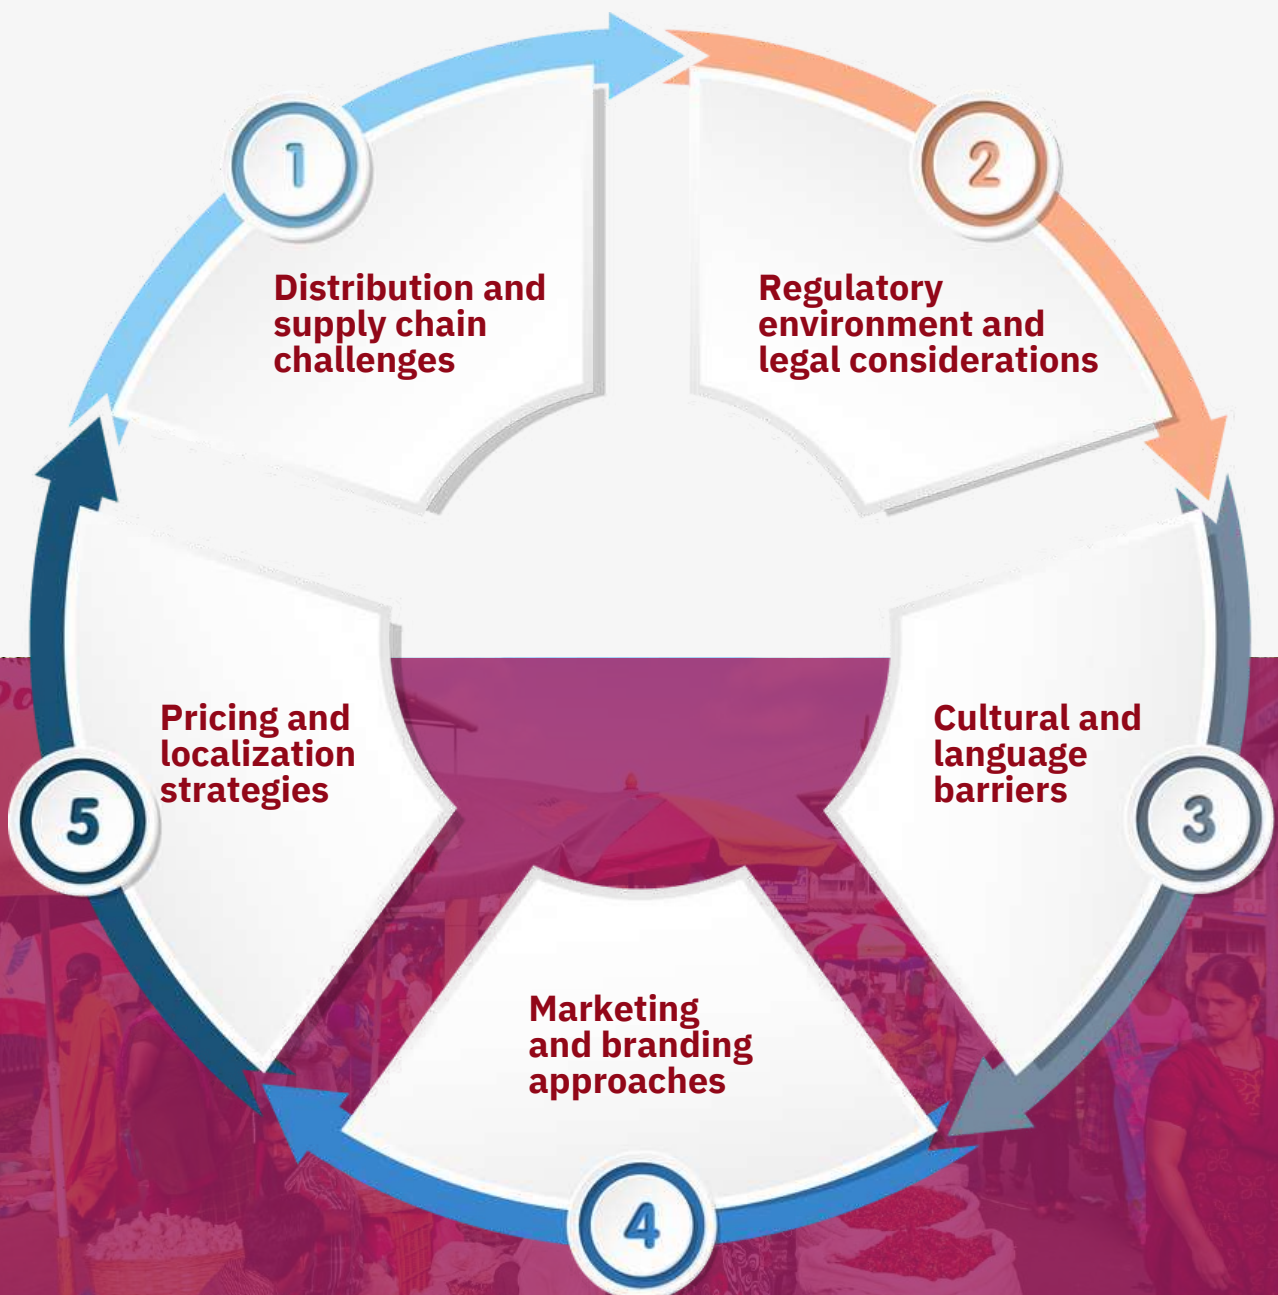 1
Distribution and
supply chain
challenges
2
Regulatory
environment and
legal considerations
3
Cultural and
language
barriers
4
Marketing
and branding
approaches
5
Pricing and
localization
strategies